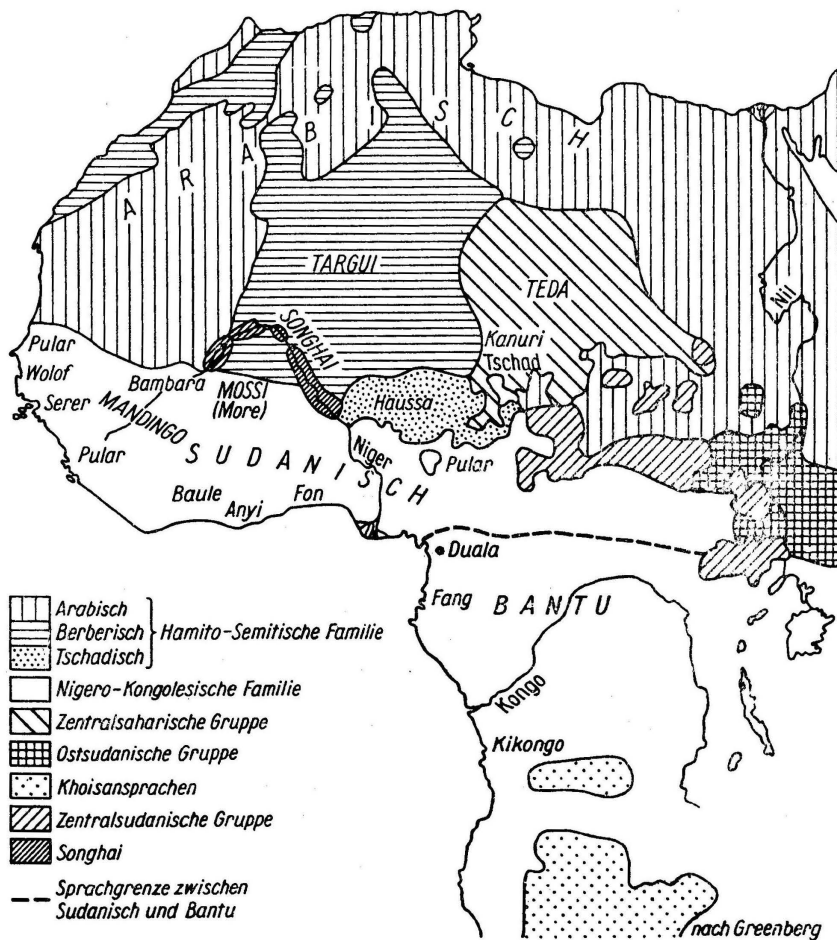 ARABISCH
TARGUI
TEDA
Nil
SONGHAI
Kanuri
Tschad
Pular
Wolof
Serer
Bambara
MANDINGO
MOSSI
(More)
Haussa
Pular
SUDANISCH
Niger
Pular
Baule
Anyi
Fon
Duala
Fang
BANTU
Kongo
Kikongo
Arabisch
Berberisch
Tschadisch
Hamito-Semitische Familie
Nigero-Kongolesische Familie
Zentralsaharische Gruppe
Ostsudanische Gruppe
Khoisansprachen
Zentralsudanische Gruppe
Songhai
Sprachgrenze zwischen
Sudanisch und Bantu
nach Greenberg